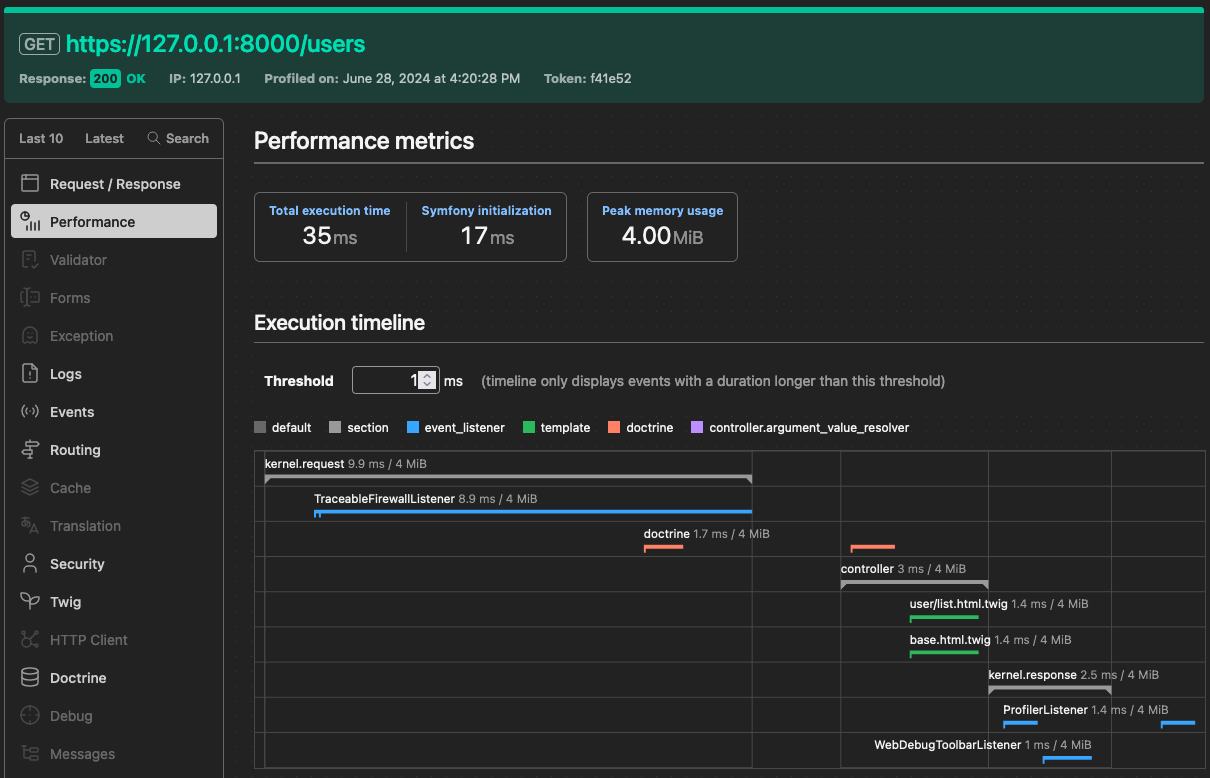 GET https://127.0.0.1:8000/users
Response: 200 OK IP: 127.0.0.1 Profiled on: June 28, 2024 at 4:20:28 PM Token: f41e52
Last 10 Latest Search
Request / Response
Performance
Validator
Forms
Exception
Logs
Events
Routing
Cache
Translation
Security
Twig
HTTP Client
Doctrine
Debug
Messages
Performance metrics
Total execution time Symfony initialization Peak memory usage
35ms 17ms 4.00MiB
Execution timeline
Threshold 1 ms (timeline only displays events with a duration longer than this threshold)
default section event_listener template doctrine controller.argument_value_resolver
kernel.request 9.9 ms / 4 MiB
TraceableFirewallListener 8.9 ms / 4 MiB
doctrine 1.7 ms / 4 MiB
controller 3 ms / 4 MiB
user/list.html.twig 1.4 ms / 4 MiB
base.html.twig 1.4 ms / 4 MiB
kernel.response 2.5 ms / 4 MiB
ProfilerListener 1.4 ms / 4 MiB
WebDebugToolbarListener 1 ms / 4 MiB